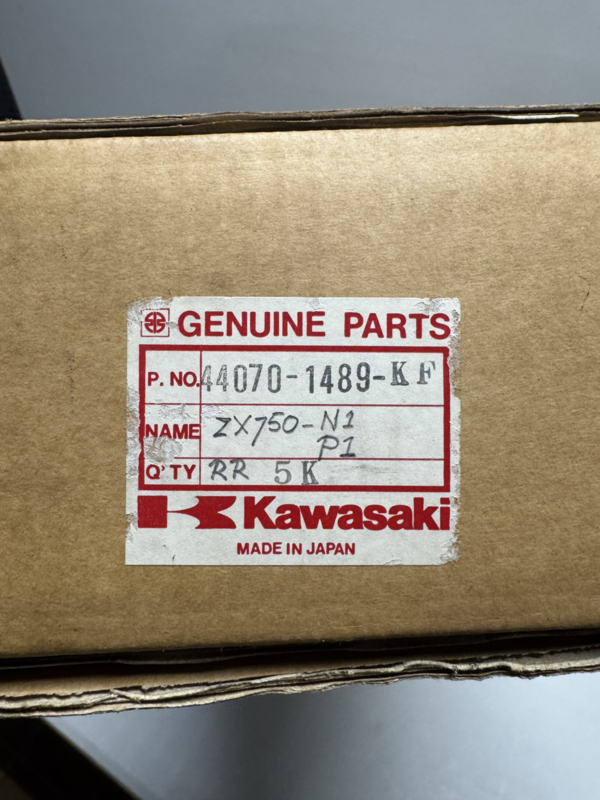 GENUINE PARTS
P. NO. 44070-1489-KF
NAME ZX750-N1
P1
Q'TY RR 5K
Kawasaki
MADE IN JAPAN